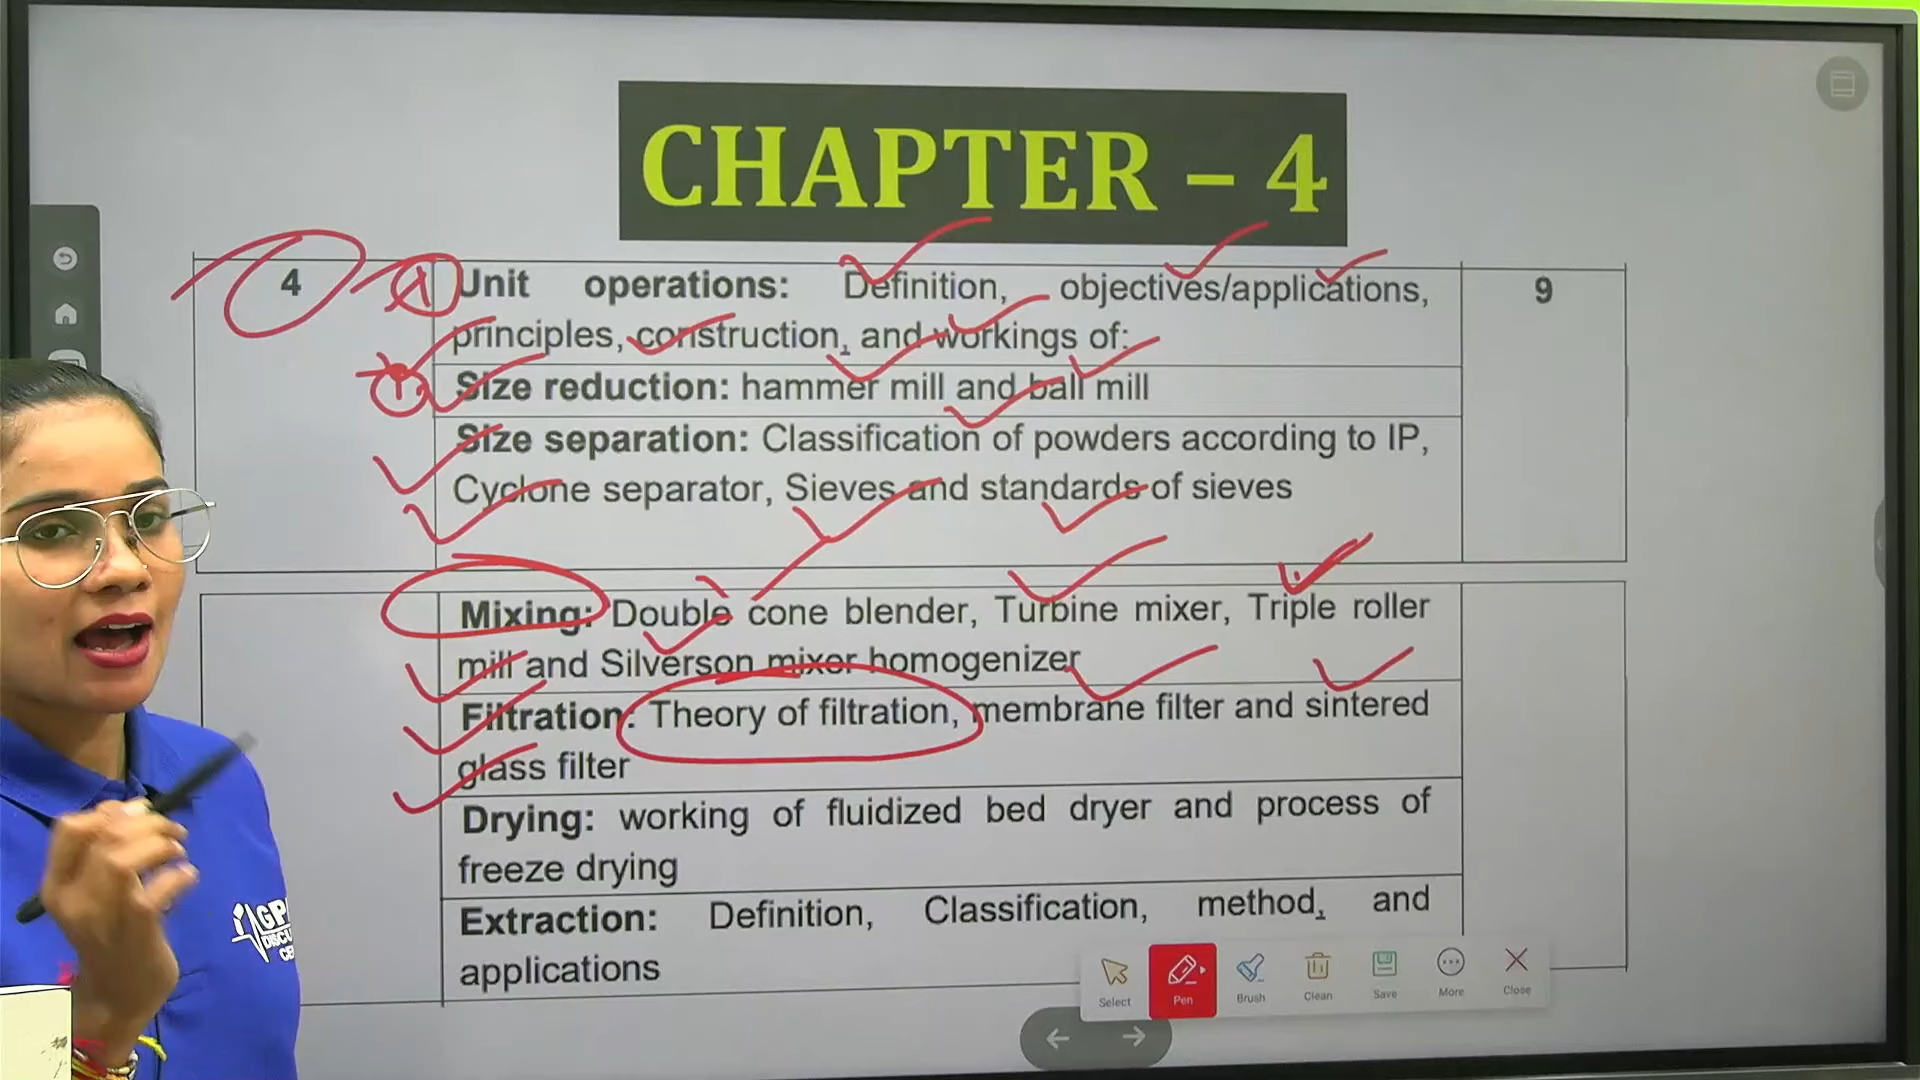 CHAPTER – 4
4
Unit operations: Definition, objectives/applications,
9
principles, construction, and workings of:
Size reduction: hammer mill and ball mill
Size separation: Classification of powders according to IP,
Cyclone separator, Sieves and standards of sieves
Mixing: Double cone blender, Turbine mixer, Triple roller
mill and Silverson mixer homogenizer
Filtration: Theory of filtration, membrane filter and sintered
glass filter
Drying: working of fluidized bed dryer and process of
freeze drying
Extraction: Definition, Classification, method, and
applications
Select
Pen
Brush
Clean
Save
More
Close